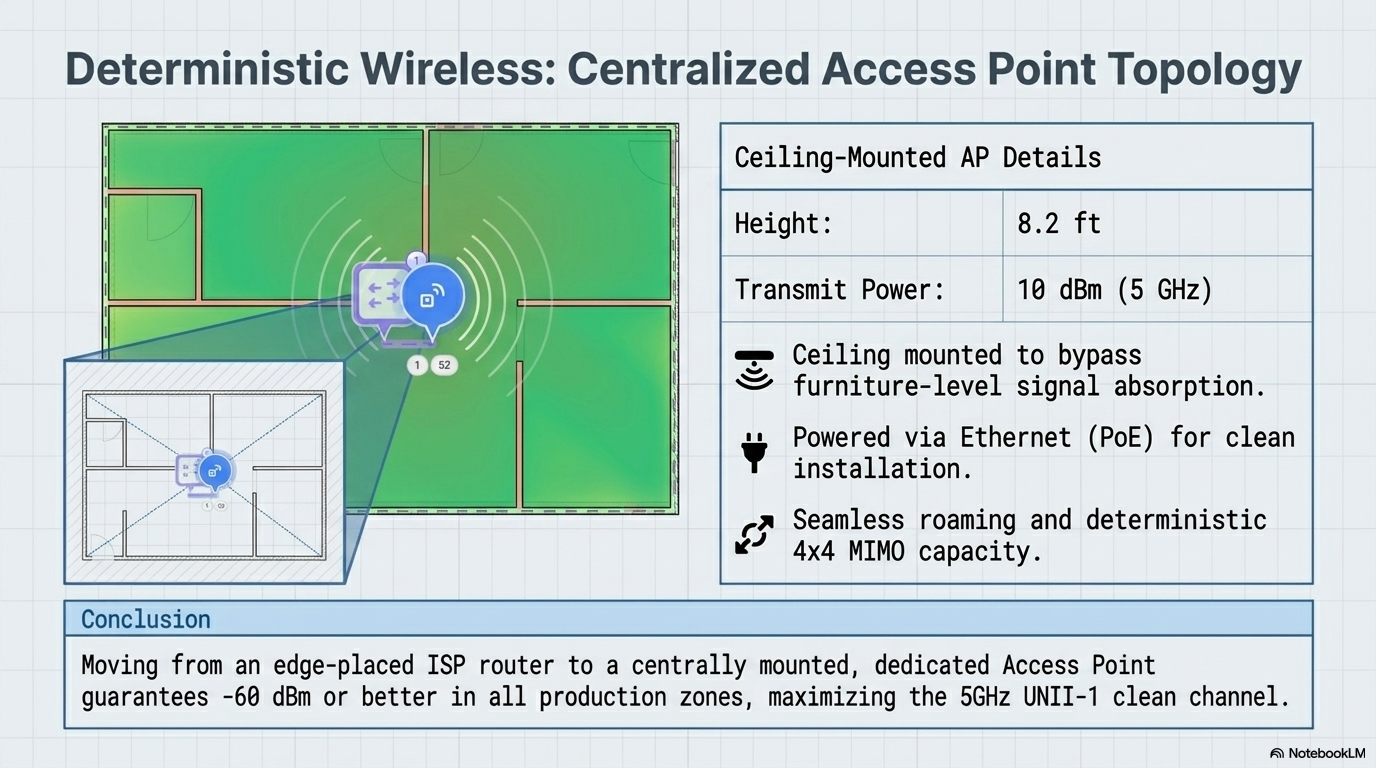 Deterministic Wireless: Centralized Access Point Topology
1
1 52
Ceiling-Mounted AP Details
Height: 8.2 ft
Transmit Power: 10 dBm (5 GHz)
Ceiling mounted to bypass
furniture-level signal absorption.
Powered via Ethernet (PoE) for clean
installation.
Seamless roaming and deterministic
4x4 MIMO capacity.
Conclusion
Moving from an edge-placed ISP router to a centrally mounted, dedicated Access Point
guarantees -60 dBm or better in all production zones, maximizing the 5GHz UNII-1 clean channel.
NotebookLM